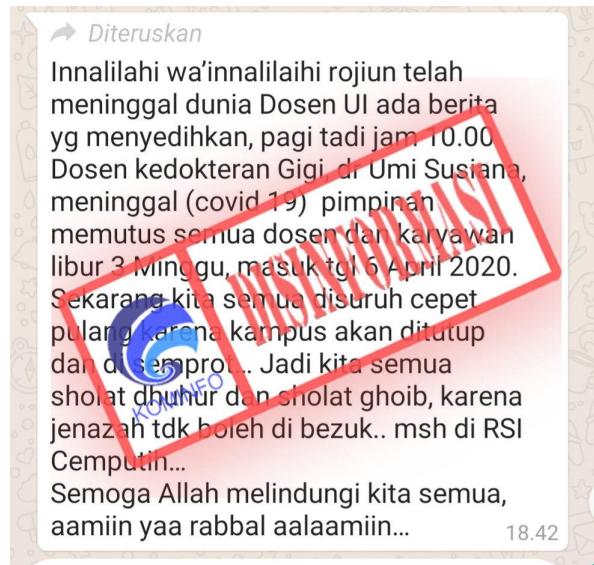 Diteruskan
Innalilahi wa'innalilaihi rojiun telah
meninggal dunia Dosen UI ada berita
yg menyedihkan, pagi tadi jam 10.00
Dosen kedokteran Gigi, dr Umi Susiana,
meninggal (covid 19) pimpinan
memutus semua dosen dan karyawan
libur 3 Minggu, masuk tgl 6 April 2020.
Sekarang kita semua disuruh cepet
pulang karena kampus akan ditutup
dan di semprot... Jadi kita semua
sholat dhuhur dan sholat ghoib, karena
jenazah tdk boleh di bezuk.. msh di RSI
Cemputih...
Semoga Allah melindungi kita semua,
aamiin yaa rabbal aalaamiin...
18.42
KOMINFO
DISINFORMASI